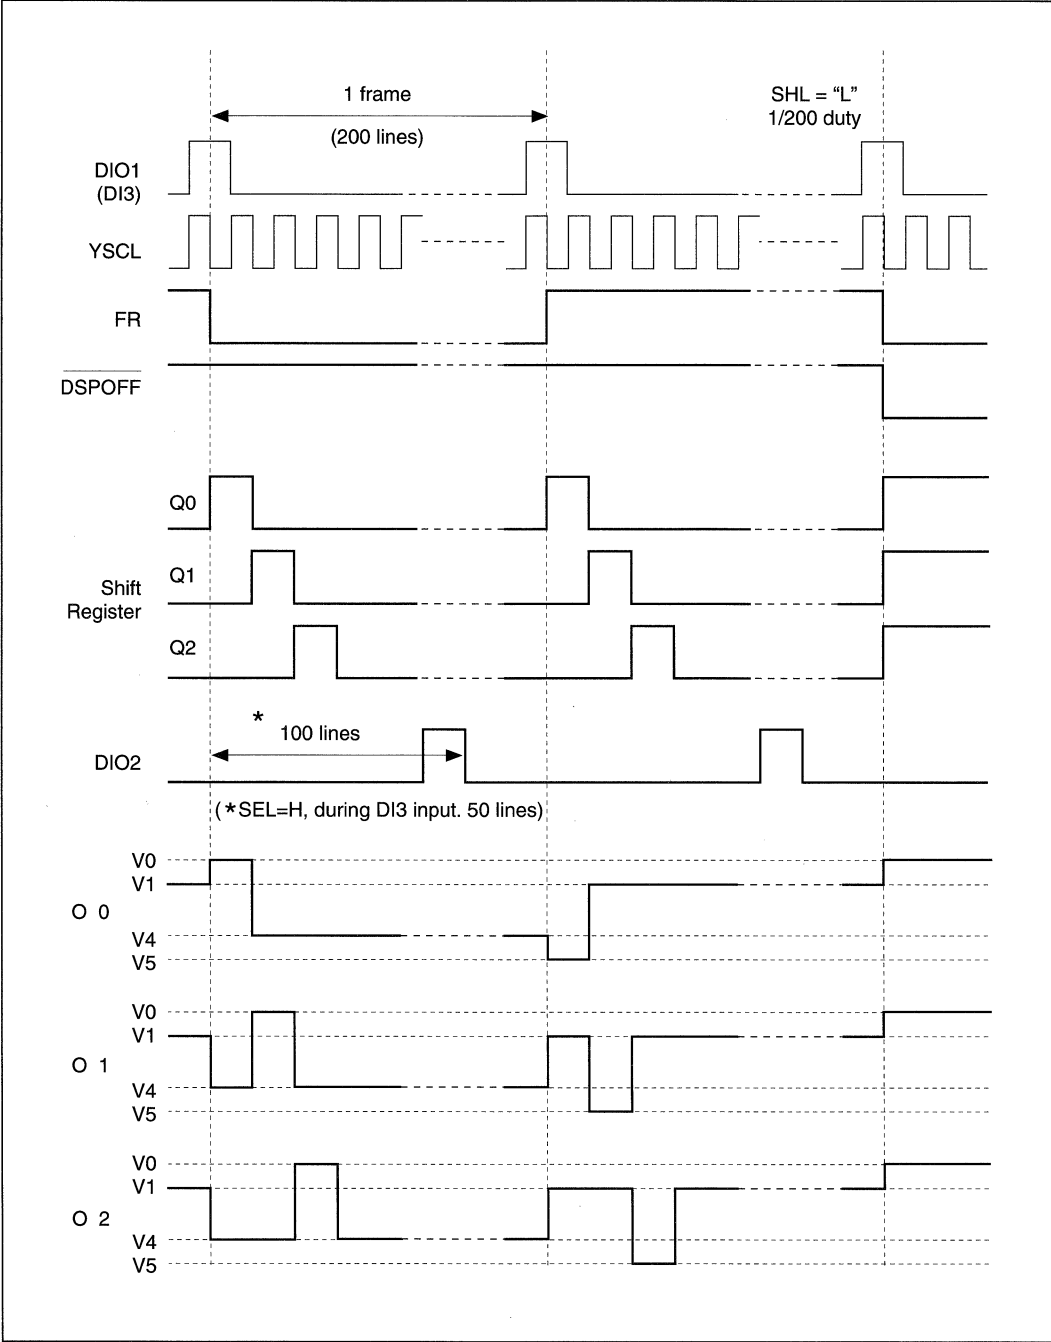 1 frame
(200 lines)
SHL = “L”
1/200 duty
DIO1
(DI3)
YSCL
FR
DSPOFF
Shift
Register
Q0
Q1
Q2
*
100 lines
DIO2
(*SEL=H, during DI3 input. 50 lines)
O 0
V0
V1
V4
V5
O 1
V0
V1
V4
V5
O 2
V0
V1
V4
V5